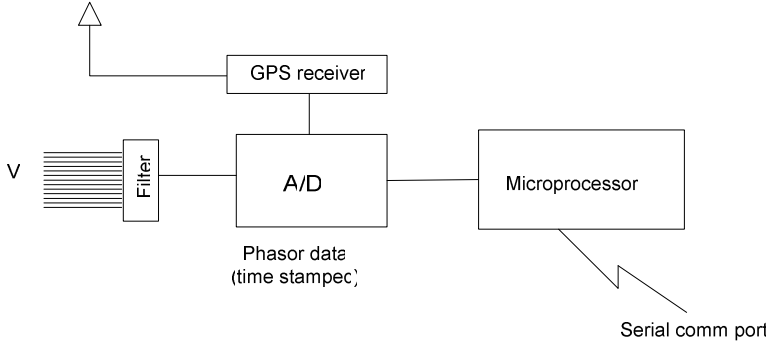 GPS receiver
V
Filter
A/D
Microprocessor
Phasor data
(time stamped)
Serial comm port